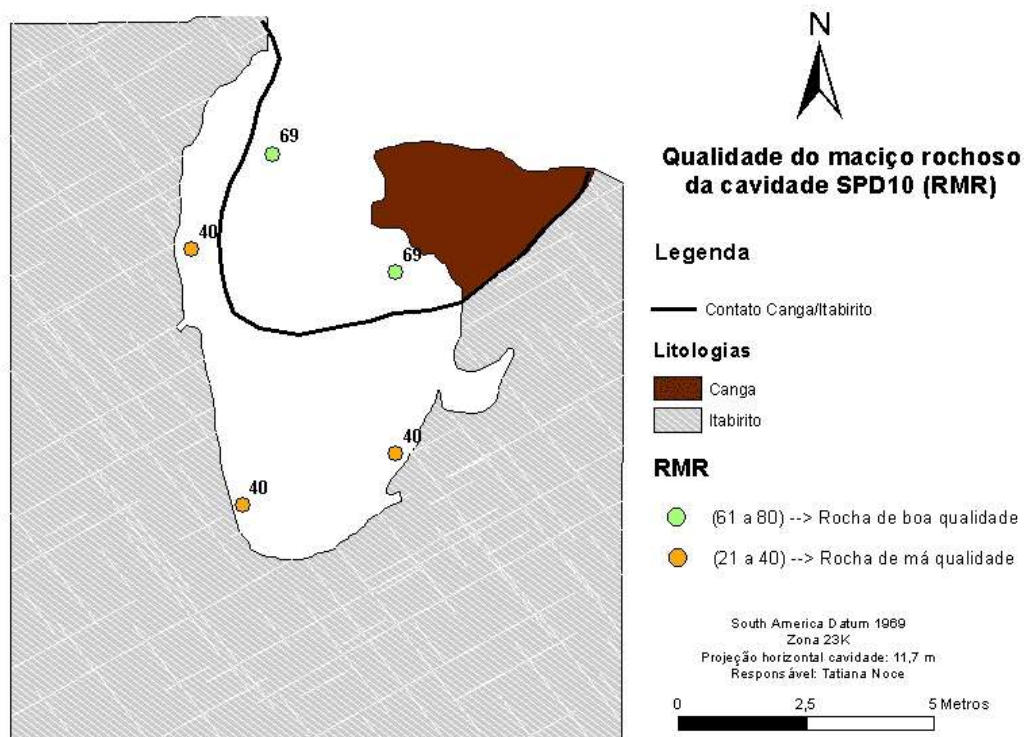 N
Qualidade do maciço rochoso
da cavidade SPD10 (RMR)
Legenda
Contato Canga/Itabirito
Litologias
Canga
Itabirito
RMR
(61 a 80) --> Rocha de boa qualidade
(21 a 40) --> Rocha de má qualidade
South America Datum 1969
Zona 23K
Projeção horizontal cavidade: 11,7 m
Responsável: Tatiana Noce
0 2,5 5 Metros
69
40
69
40
40